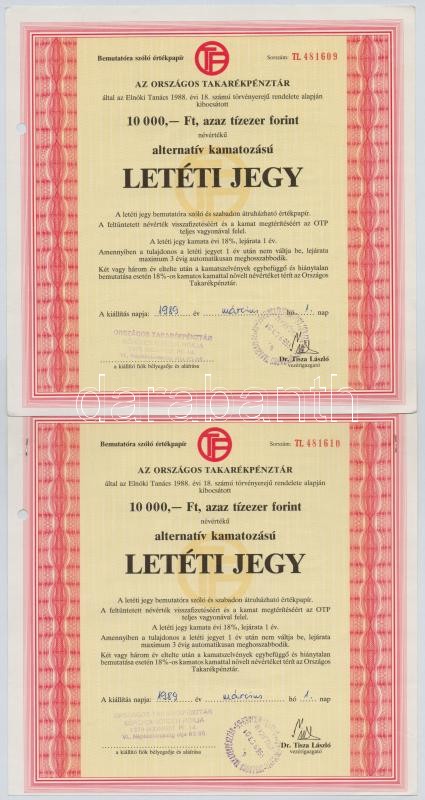 Bemutatóra szóló értékpapír
Sorszám: TL 481609
AZ ORSZÁGOS TAKARÉKPÉNZTÁR
által az Elnöki Tanács 1988. évi 18. számú törvényerejű rendelete alapján
kibocsátott
10 000,— Ft, azaz tízezer forint
névértékű
alternatív kamatozású
LETÉTI JEGY
A letéti jegy bemutatóra szóló és szabadon átruházható értékpapír.
A feltüntetett névérték visszafizetéséért és a kamat megtérítéséért az OTP
teljes vagyonával felel.
A letéti jegy kamata évi 18%, lejárata 1 év.
Amennyiben a tulajdonos a letéti jegyet 1 év után nem váltja be, lejárata
maximum 3 évig automatikusan meghosszabbodik.
Két vagy három év eltelte után a kamatszelvények egybefüggő és hiánytalan
bemutatása esetén 18%-os kamatos kamattal növelt névértéket térít az Országos
Takarékpénztár.
A kiállítás napja: 1989 év március hó 1. nap
ORSZÁGOS TAKARÉKPÉNZTÁR
a kiállító fiók bélyegzője és aláírása
Dr. Tisza László
vezérigazgató
darabanth
Bemutatóra szóló értékpapír
Sorszám: TL 481610
AZ ORSZÁGOS TAKARÉKPÉNZTÁR
által az Elnöki Tanács 1988. évi 18. számú törvényerejű rendelete alapján
kibocsátott
10 000,— Ft, azaz tízezer forint
névértékű
alternatív kamatozású
LETÉTI JEGY
A letéti jegy bemutatóra szóló és szabadon átruházható értékpapír.
A feltüntetett névérték visszafizetéséért és a kamat megtérítéséért az OTP
teljes vagyonával felel.
A letéti jegy kamata évi 18%, lejárata 1 év.
Amennyiben a tulajdonos a letéti jegyet 1 év után nem váltja be, lejárata
maximum 3 évig automatikusan meghosszabbodik.
Két vagy három év eltelte után a kamatszelvények egybefüggő és hiánytalan
bemutatása esetén 18%-os kamatos kamattal növelt névértéket térít az Országos
Takarékpénztár.
A kiállítás napja: 1989 év március hó 1. nap
ORSZÁGOS TAKARÉKPÉNZTÁR
a kiállító fiók bélyegzője és aláírása
Dr. Tisza László
vezérigazgató